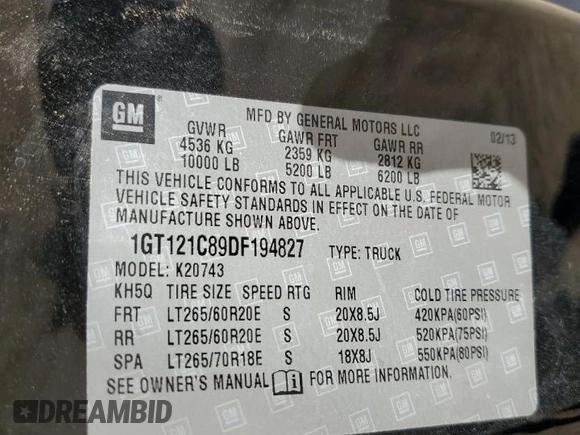 GM
MFD BY GENERAL MOTORS LLC 02/13
GVWR GAWR FRT GAWR RR
4536 KG 2359 KG 2812 KG
10000 LB 5200 LB 6200 LB
THIS VEHICLE CONFORMS TO ALL APPLICABLE U.S. FEDERAL MOTOR
VEHICLE SAFETY STANDARDS IN EFFECT ON THE DATE OF
MANUFACTURE SHOWN ABOVE.
1GT121C89DF194827 TYPE: TRUCK
MODEL: K20743
KH5Q TIRE SIZE SPEED RTG RIM COLD TIRE PRESSURE
FRT LT265/60R20E S 20X8.5J 420KPA(60PSI)
RR LT265/60R20E S 20X8.5J 520KPA(75PSI)
SPA LT265/70R18E S 18X8J 550KPA(80PSI)
SEE OWNER'S MANUAL FOR MORE INFORMATION.
DREAMBID